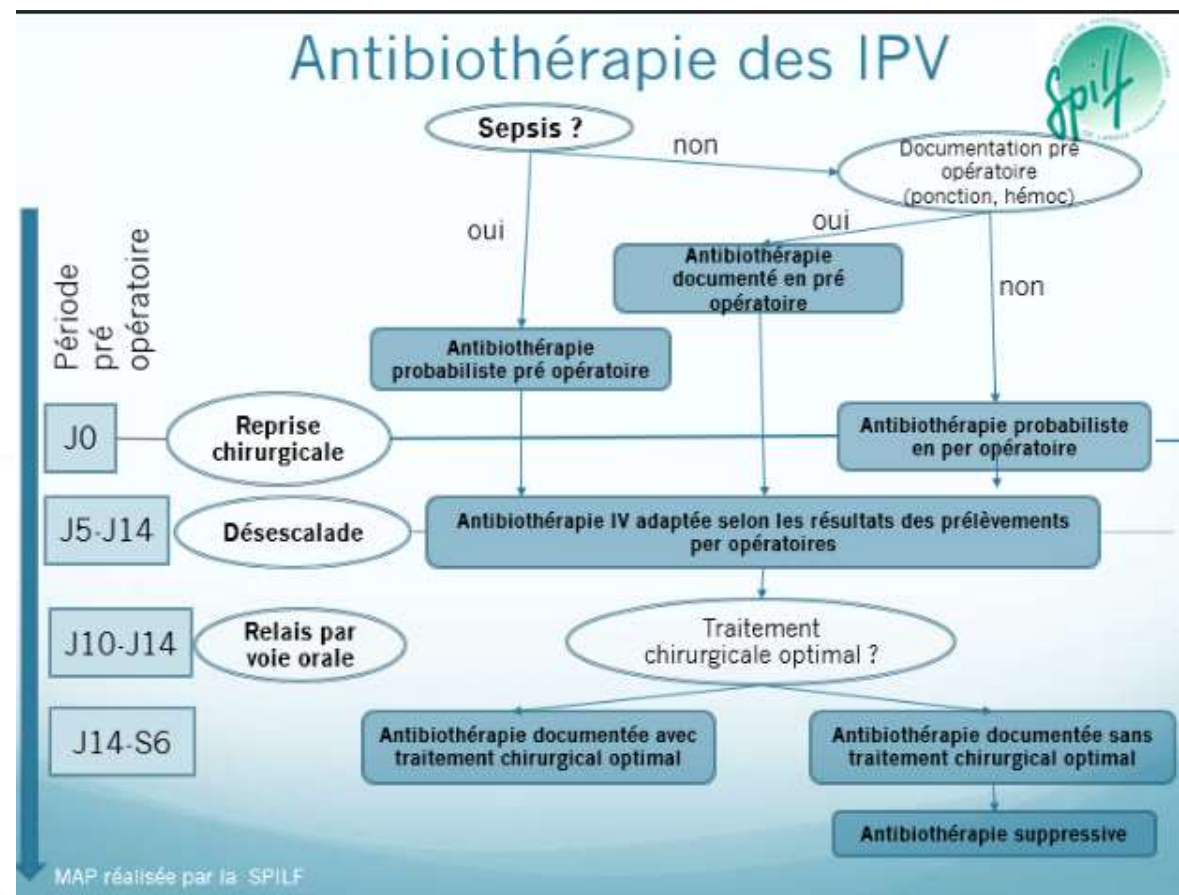 Antibiothérapie des IPV
Spilf
Sepsis ?
non
Documentation pré
opératoire
(ponction, hémoc)
oui
oui
Antibiothérapie
documenté en pré
opératoire
non
Période
pré
opératoire
Antibiothérapie
probabiliste pré opératoire
J0
Reprise
chirurgicale
Antibiothérapie probabiliste
en per opératoire
J5-J14
Désescalade
Antibiothérapie IV adaptée selon les résultats des prélèvements
per opératoires
J10-J14
Relais par
voie orale
Traitement
chirurgicale optimal ?
J14-S6
Antibiothérapie documentée avec
traitement chirurgical optimal
Antibiothérapie documentée sans
traitement chirurgical optimal
Antibiothérapie suppressive
MAP réalisée par la SPILF